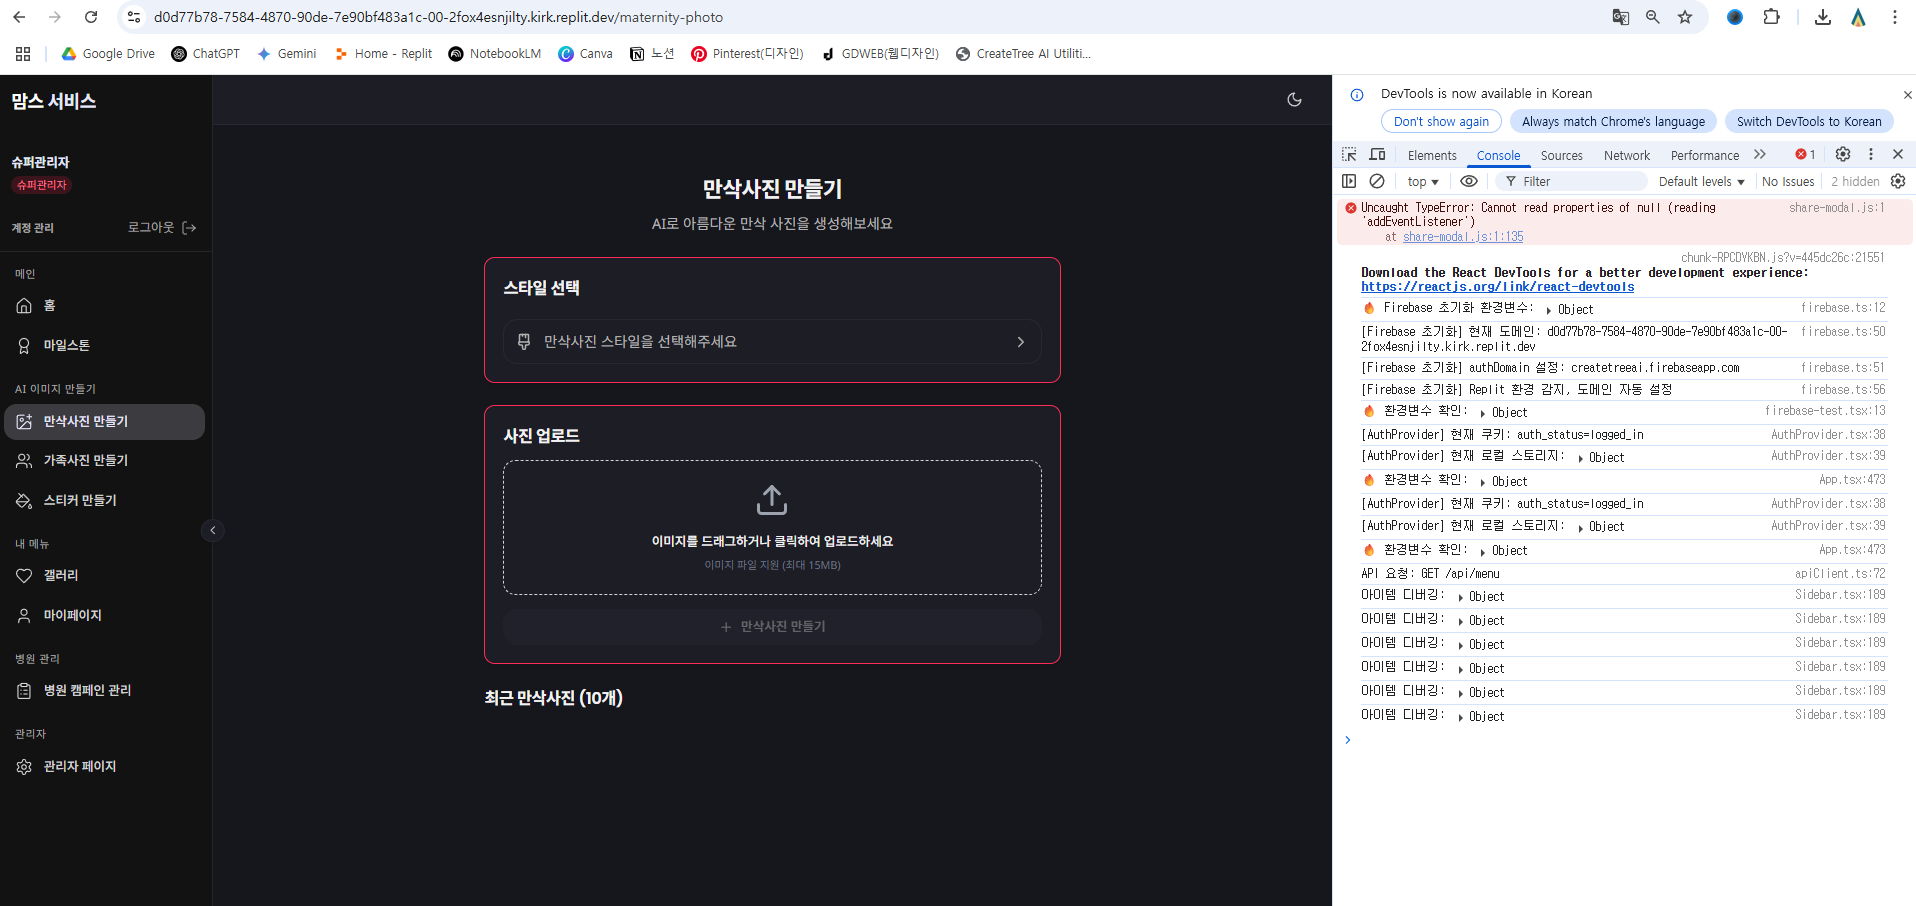 d0d77b78-7584-4870-90de-7e90bf483a1c-00-2fox4esnjilty.kirk.replit.dev/maternity-photo
Google Drive
ChatGPT
Gemini
Home - Replit
NotebookLM
Canva
노션
Pinterest(디자인)
GDWEB(웹디자인)
CreateTree AI Utiliti...
맘스 서비스
슈퍼관리자
슈퍼관리자
계정 관리
로그아웃
메인
홈
마일스톤
AI 이미지 만들기
만삭사진 만들기
가족사진 만들기
스티커 만들기
내 메뉴
갤러리
마이페이지
병원 관리
병원 캠페인 관리
관리자
관리자 페이지
만삭사진 만들기
AI로 아름다운 만삭 사진을 생성해보세요
스타일 선택
만삭사진 스타일을 선택해주세요
사진 업로드
이미지를 드래그하거나 클릭하여 업로드하세요
이미지 파일 지원 (최대 15MB)
만삭사진 만들기
최근 만삭사진 (10개)
DevTools is now available in Korean
Don't show again
Always match Chrome's language
Switch DevTools to Korean
Elements
Console
Sources
Network
Performance
1
top
Filter
Default levels
No Issues
2 hidden
Uncaught TypeError: Cannot read properties of null (reading share-modal.js:1
'addEventListener')
at share-modal.js:1:135
chunk-RPCDYKBN.js?v=445dc26c:21551
Download the React DevTools for a better development experience:
https://reactjs.org/link/react-devtools
🔥 Firebase 초기화 환경변수: ▶ Object firebase.ts:12
[Firebase 초기화] 현재 도메인: d0d77b78-7584-4870-90de-7e90bf483a1c-00- firebase.ts:50
2fox4esnjilty.kirk.replit.dev
[Firebase 초기화] authDomain 설정: createtreeai.firebaseapp.com firebase.ts:51
[Firebase 초기화] Replit 환경 감지, 도메인 자동 설정 firebase.ts:56
🔥 환경변수 확인: ▶ Object firebase-test.tsx:13
[AuthProvider] 현재 쿠키: auth_status=logged_in AuthProvider.tsx:38
[AuthProvider] 현재 로컬 스토리지: ▶ Object AuthProvider.tsx:39
🔥 환경변수 확인: ▶ Object App.tsx:473
[AuthProvider] 현재 쿠키: auth_status=logged_in AuthProvider.tsx:38
[AuthProvider] 현재 로컬 스토리지: ▶ Object AuthProvider.tsx:39
🔥 환경변수 확인: ▶ Object App.tsx:473
API 요청: GET /api/menu apiClient.ts:72
아이템 디버깅: ▶ Object Sidebar.tsx:189
아이템 디버깅: ▶ Object Sidebar.tsx:189
아이템 디버깅: ▶ Object Sidebar.tsx:189
아이템 디버깅: ▶ Object Sidebar.tsx:189
아이템 디버깅: ▶ Object Sidebar.tsx:189
아이템 디버깅: ▶ Object Sidebar.tsx:189